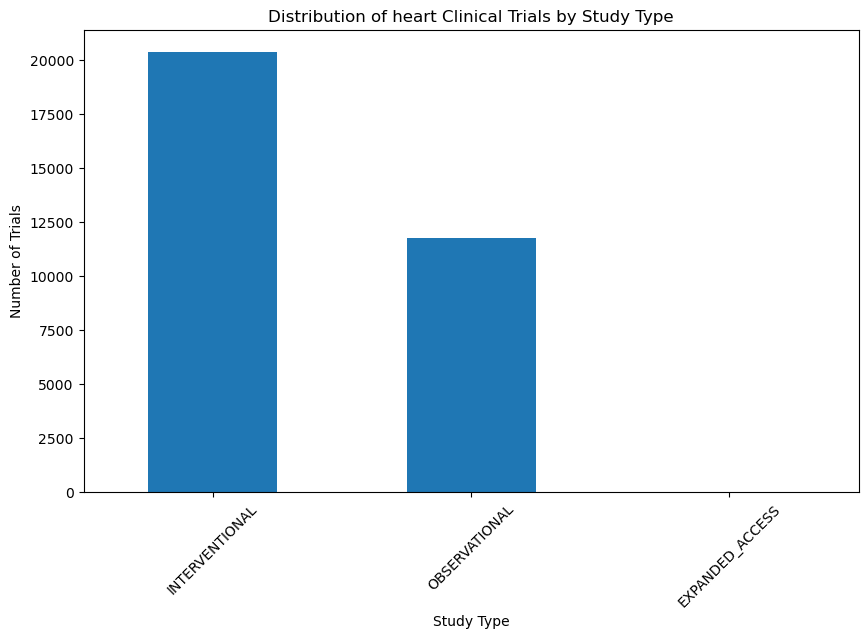 Distribution of heart Clinical Trials by Study Type
Number of Trials
20000
17500
15000
12500
10000
7500
5000
2500
0
INTERVENTIONAL
OBSERVATIONAL
EXPANDED_ACCESS
Study Type